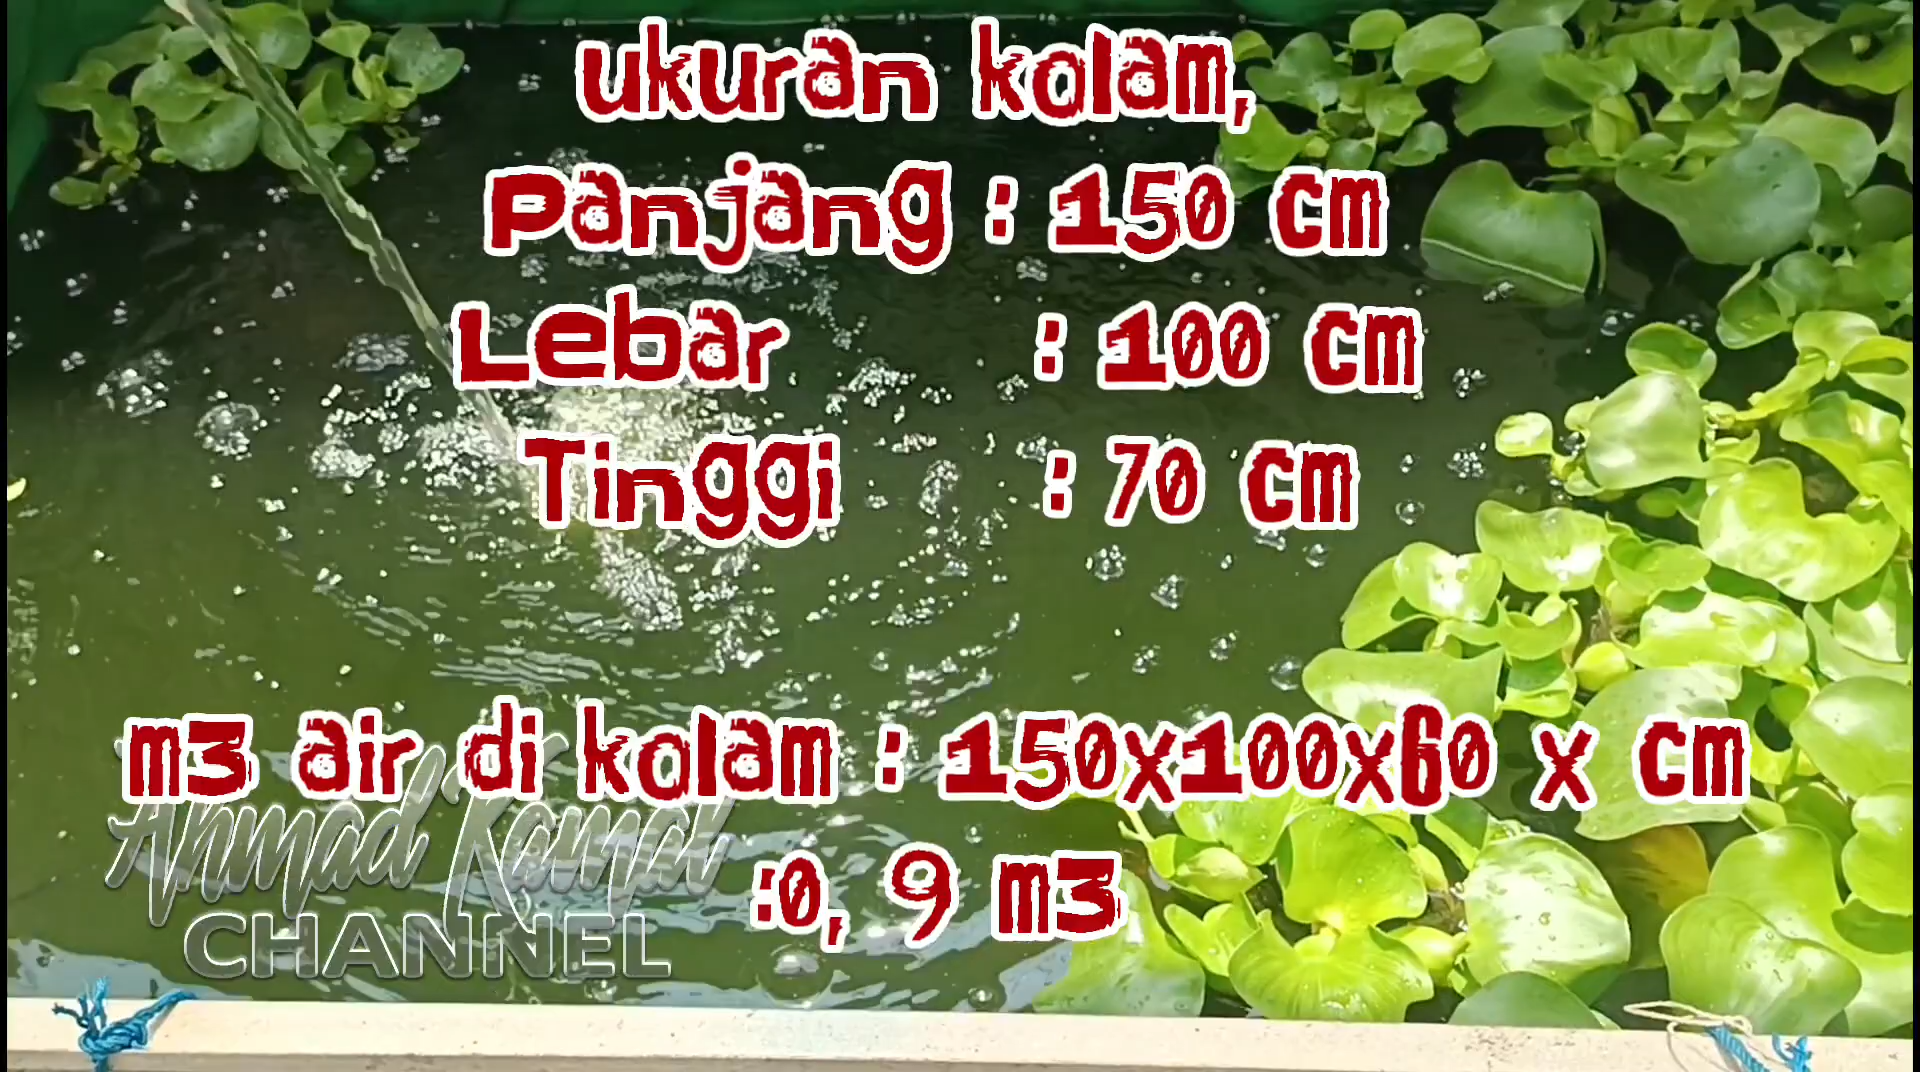 ukuran kolam,
Panjang : 150 cm
Lebar : 100 cm
Tinggi : 70 cm
m3 air di kolam : 150x100x60 x cm
:0, 9 m3
Ahmad Kamal
CHANNEL